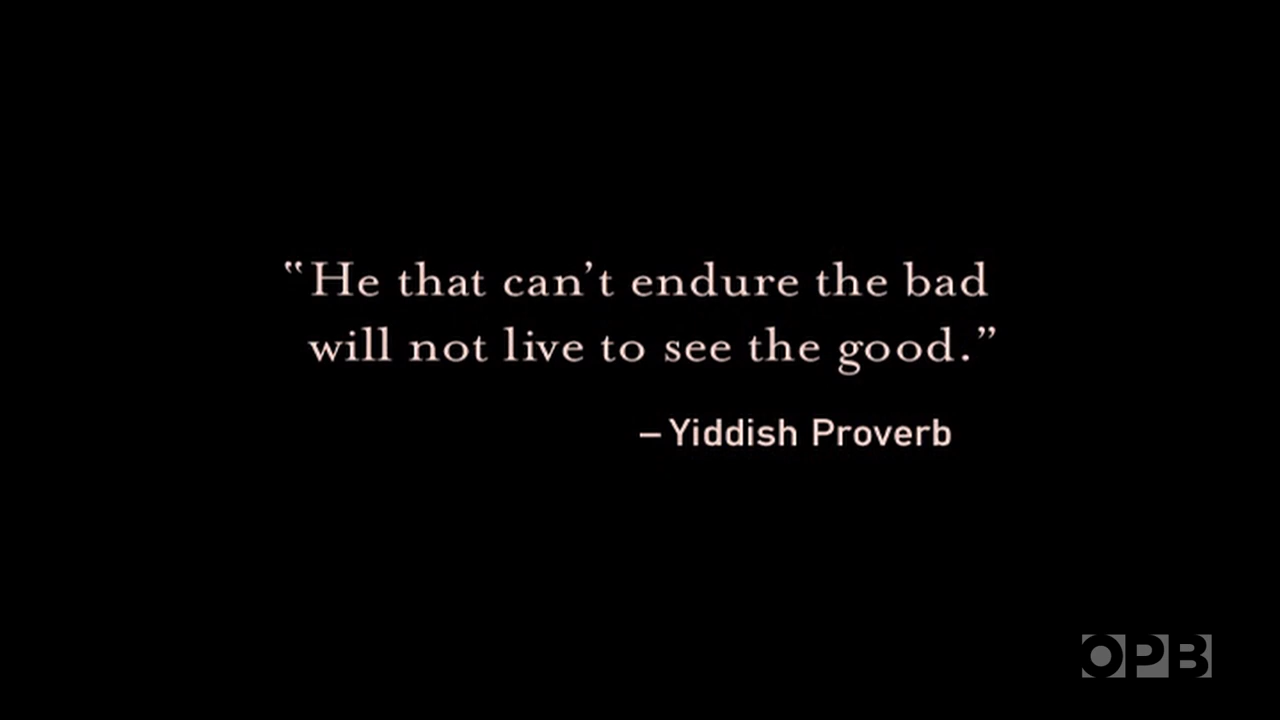 “He that can’t endure the bad
will not live to see the good.”
– Yiddish Proverb
OPB